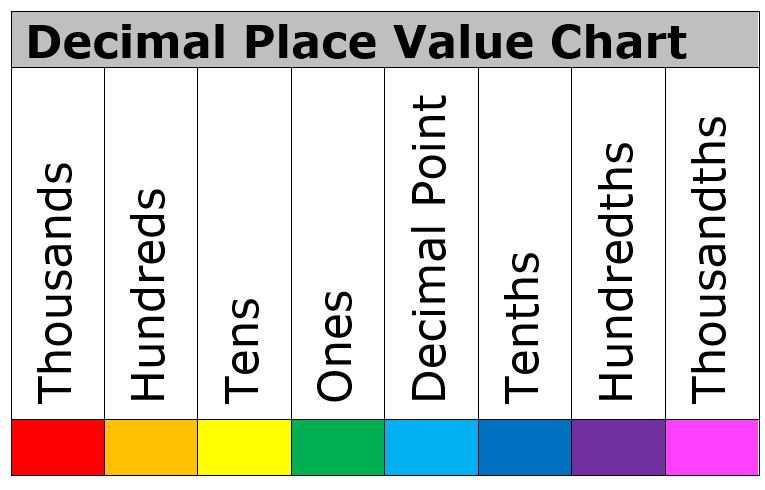 Decimal Place Value Chart
Thousands
Hundreds
Tens
Ones
Decimal Point
Tenths
Hundredths
Thousandths